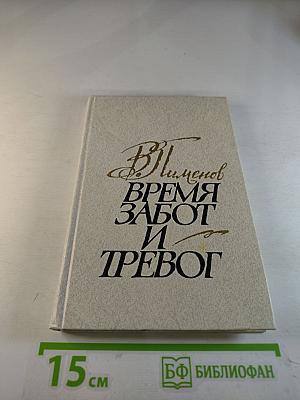 В. Пименов
ВРЕМЯ
ЗАБОТ
И
ТРЕВОГ
15 см
БФ БИБЛИОФАН